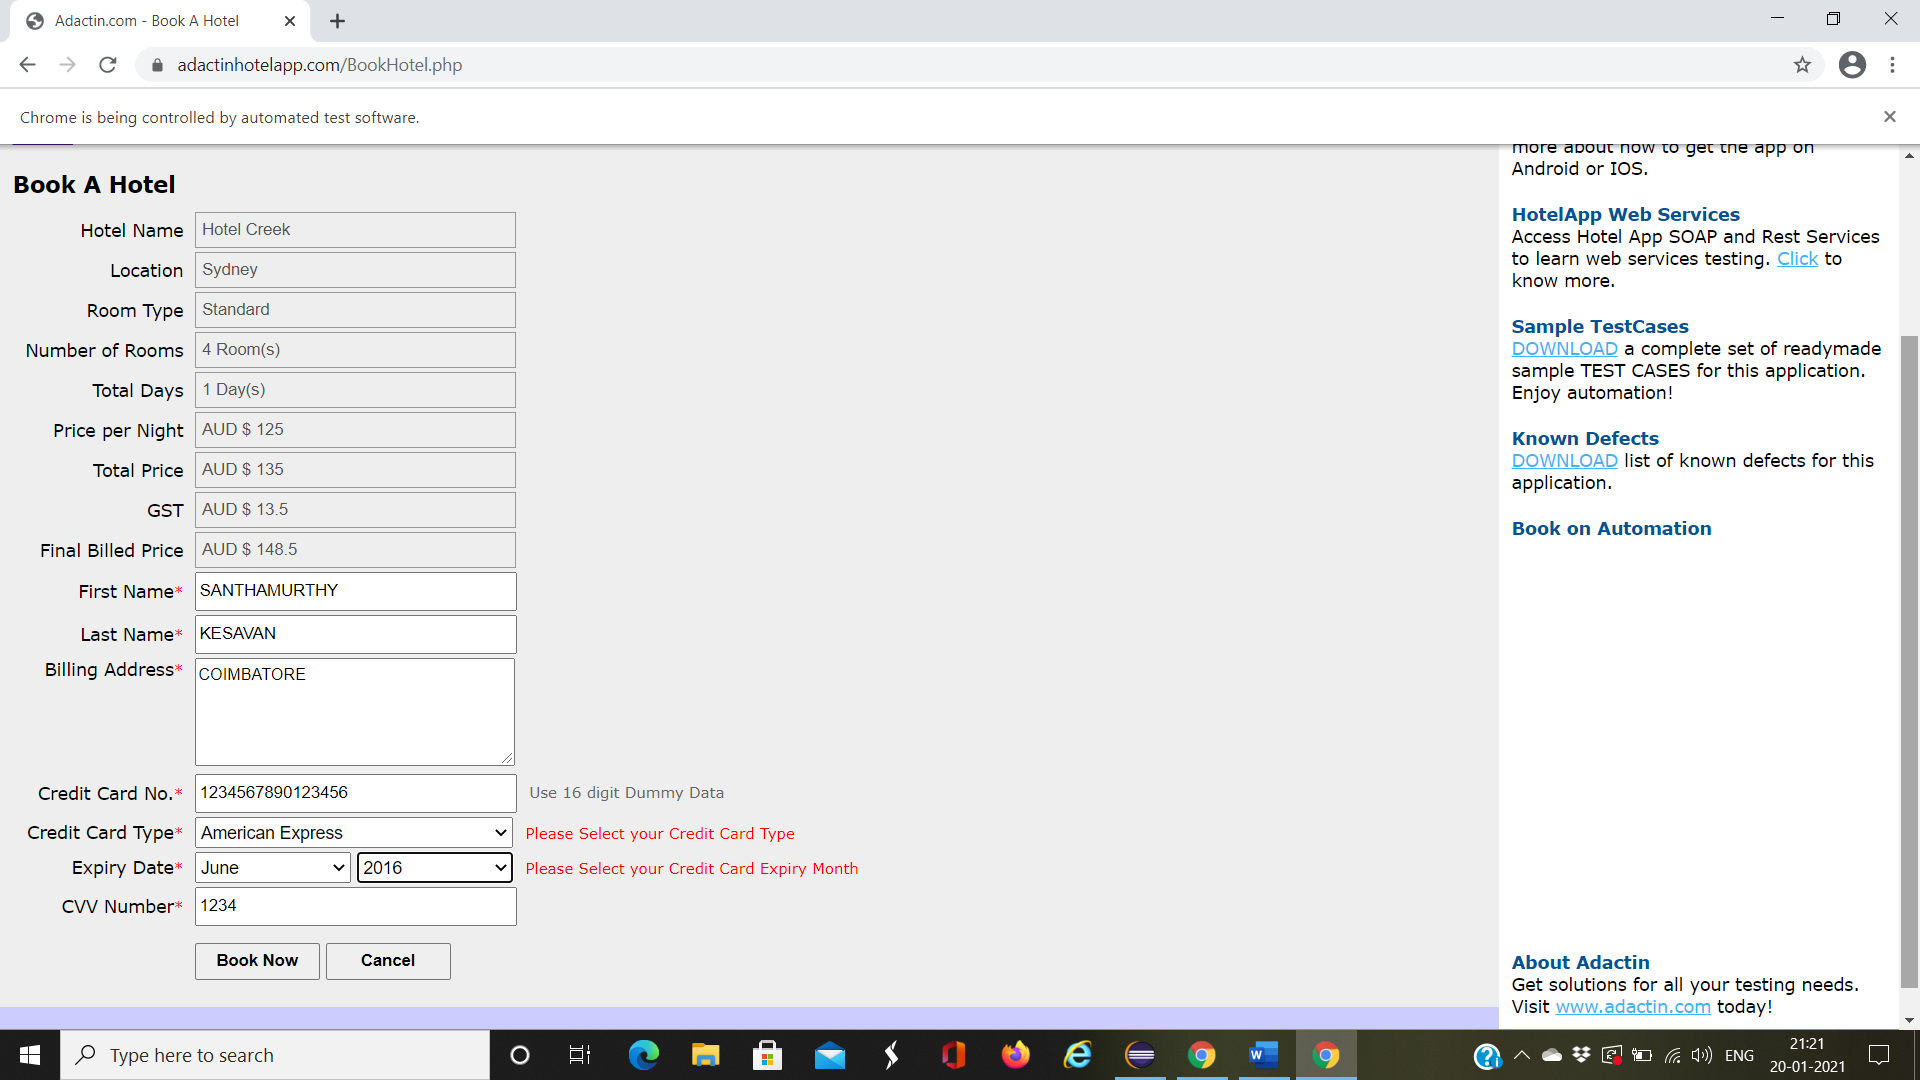 Adactin.com - Book A Hotel
adactinhotelapp.com/BookHotel.php
Chrome is being controlled by automated test software.
Book A Hotel
Hotel Name Hotel Creek
Location Sydney
Room Type Standard
Number of Rooms 4 Room(s)
Total Days 1 Day(s)
Price per Night AUD $ 125
Total Price AUD $ 135
GST AUD $ 13.5
Final Billed Price AUD $ 148.5
First Name* SANTHAMURTHY
Last Name* KESAVAN
Billing Address* COIMBATORE
Credit Card No.* 1234567890123456 Use 16 digit Dummy Data
Credit Card Type* American Express Please Select your Credit Card Type
Expiry Date* June 2016 Please Select your Credit Card Expiry Month
CVV Number* 1234
Book Now Cancel
more about how to get the app on
Android or IOS.
HotelApp Web Services
Access Hotel App SOAP and Rest Services
to learn web services testing. Click to
know more.
Sample TestCases
DOWNLOAD a complete set of readymade
sample TEST CASES for this application.
Enjoy automation!
Known Defects
DOWNLOAD list of known defects for this
application.
Book on Automation
About Adactin
Get solutions for all your testing needs.
Visit www.adactin.com today!
Type here to search
ENG
21:21
20-01-2021